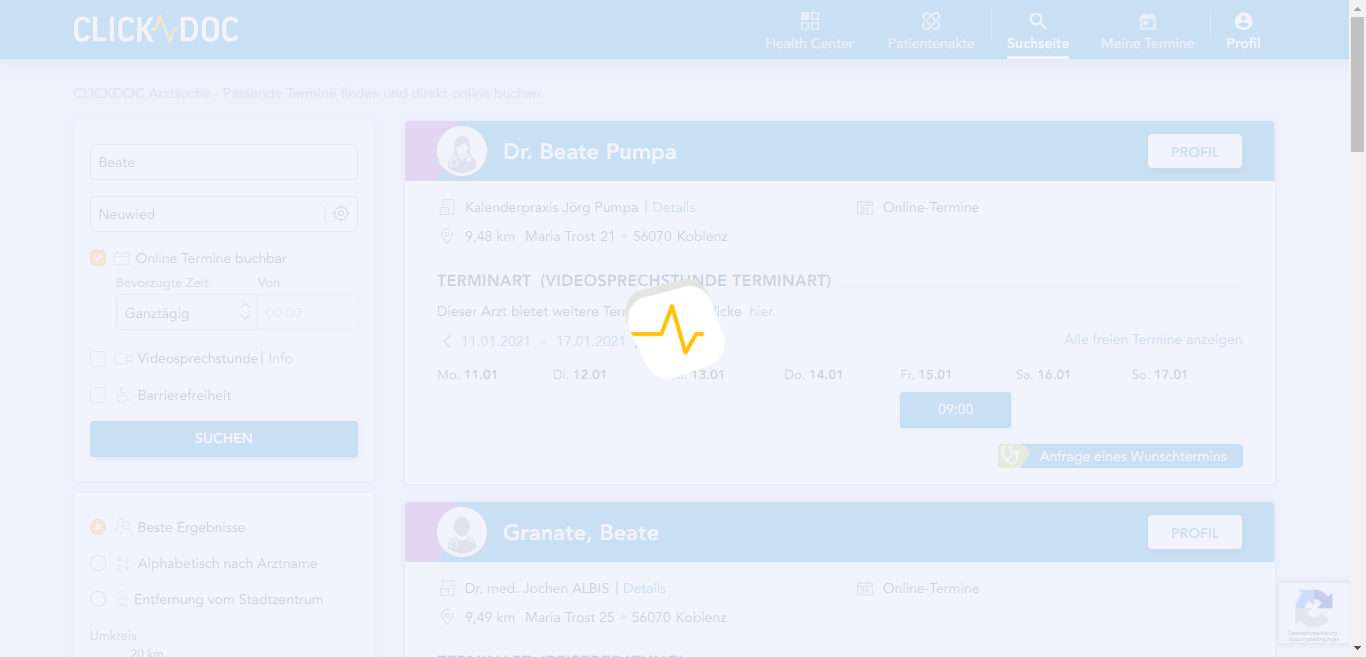 CLICKDOC
Health Center
Patientenakte
Suchseite
Meine Termine
Profil
CLICKDOC Arztsuche - Passende Termine finden und direkt online buchen
Beate
Neuwied
Online Termine buchbar
Bevorzugte Zeit Von
Ganztägig 00:00
Videosprechstunde | Info
Barrierefreiheit
SUCHEN
Beste Ergebnisse
Alphabetisch nach Arztname
Entfernung vom Stadtzentrum
Umkreis
20 km
Dr. Beate Pumpa PROFIL
Kalenderpraxis Jörg Pumpa | Details Online-Termine
9,48 km Maria Trost 21 • 56070 Koblenz
TERMINART (VIDEOSPRECHSTUNDE TERMINART)
Dieser Arzt bietet weitere hier.
11.01.2021 - 17.01.2021 Alle freien Termine anzeigen
Mo. 11.01 Di. 12.01 13.01 Do. 14.01 Fr. 15.01 Sa. 16.01 So. 17.01
09:00
Anfrage eines Wunschtermins
Granate, Beate PROFIL
Dr. med. Jochen ALBIS | Details Online-Termine
9,49 km Maria Trost 25 • 56070 Koblenz
Datenschutzerklärung -
Nutzungsbedingungen